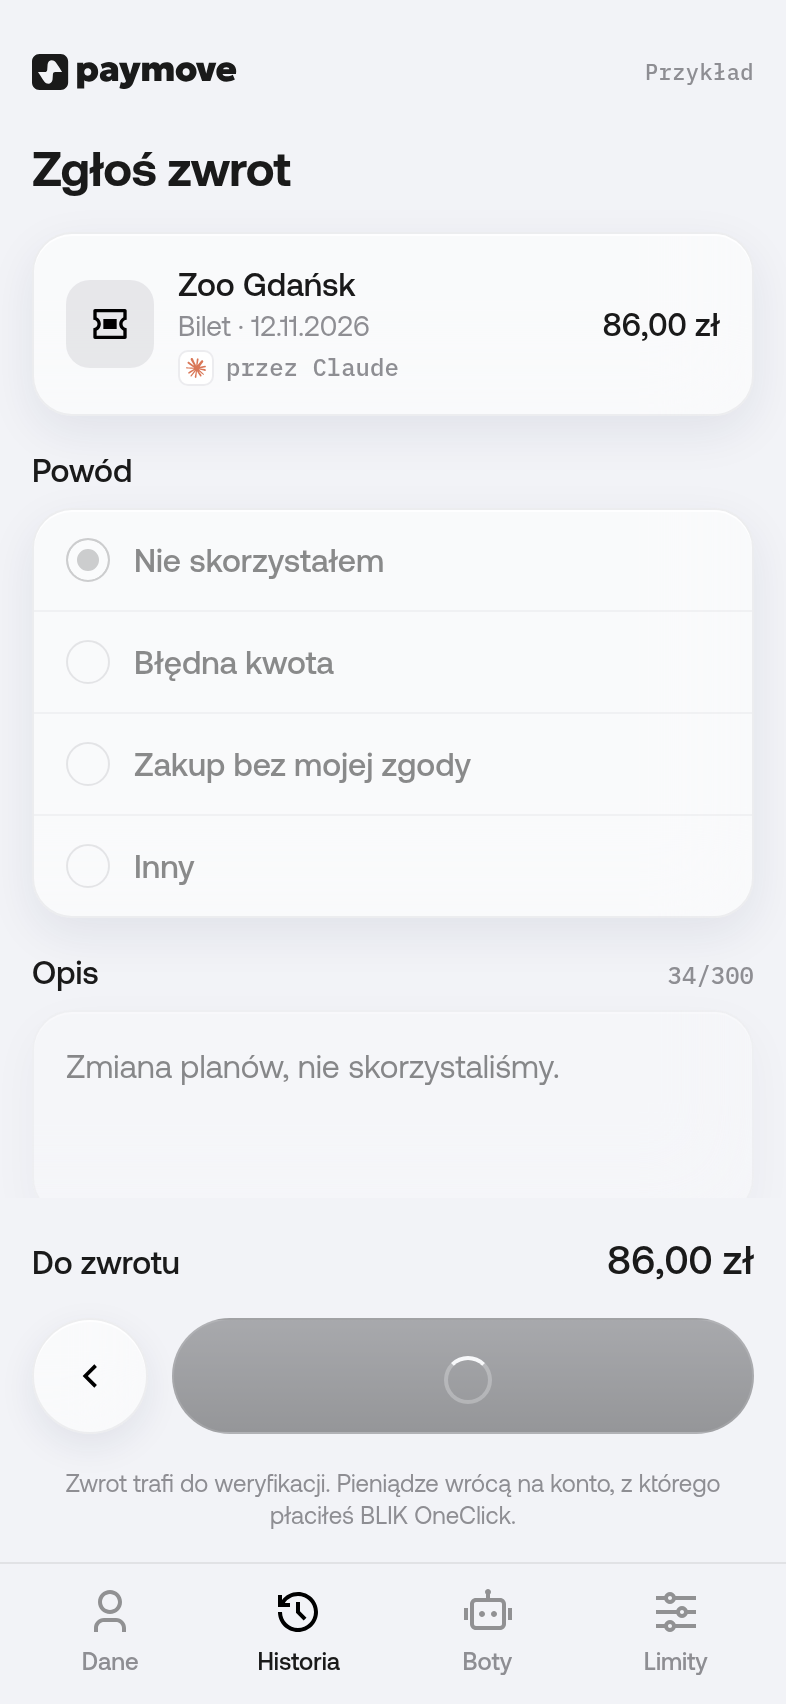 paymove
Przykład
Zgłoś zwrot
Zoo Gdańsk
Bilet · 12.11.2026
86,00 zł
przez Claude
Powód
Nie skorzystałem
Błędna kwota
Zakup bez mojej zgody
Inny
Opis
34/300
Zmiana planów, nie skorzystaliśmy.
Do zwrotu
86,00 zł
Zwrot trafi do weryfikacji. Pieniądze wrócą na konto, z którego
płaciłeś BLIK OneClick.
Dane
Historia
Boty
Limity